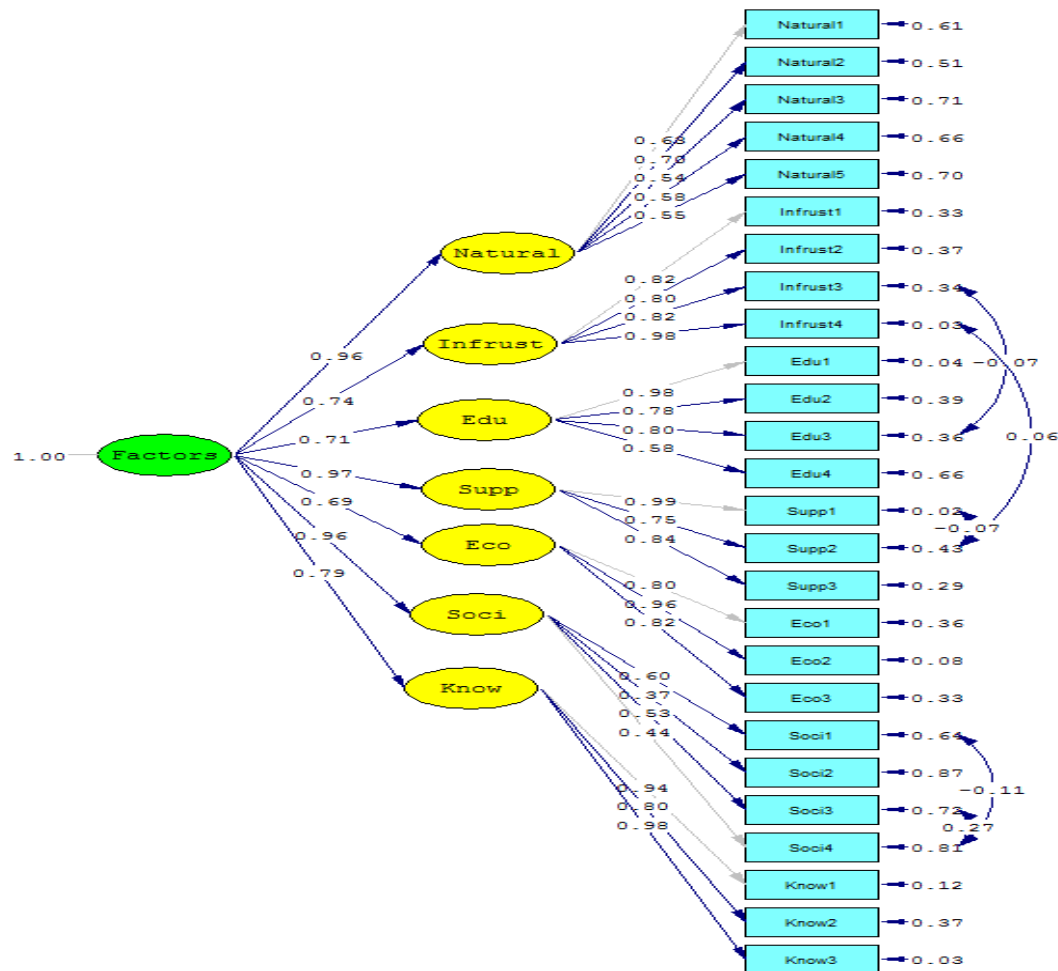 Natural1 0.61
Natural2 0.51
Natural3 0.71
Natural4 0.66
Natural5 0.70
Infrust1 0.33
Infrust2 0.37
Infrust3 0.34
Infrust4 0.03
Edu1 0.04
Edu2 0.39
Edu3 0.36
Edu4 0.66
Supp1 0.02
Supp2 0.43
Supp3 0.29
Eco1 0.36
Eco2 0.08
Eco3 0.33
Soci1 0.64
Soci2 0.87
Soci3 0.72
Soci4 0.81
Know1 0.12
Know2 0.37
Know3 0.03
-0.07
0.06
-0.07
-0.11
0.27
0.63
0.70
0.54
0.58
0.55
0.82
0.80
0.82
0.98
0.98
0.78
0.80
0.58
0.99
0.75
0.84
0.80
0.96
0.82
0.60
0.37
0.53
0.44
0.94
0.80
0.98
Natural
Infrust
Edu
Supp
Eco
Soci
Know
0.96
0.74
0.71
0.97
0.69
0.96
0.79
1.00 Factors